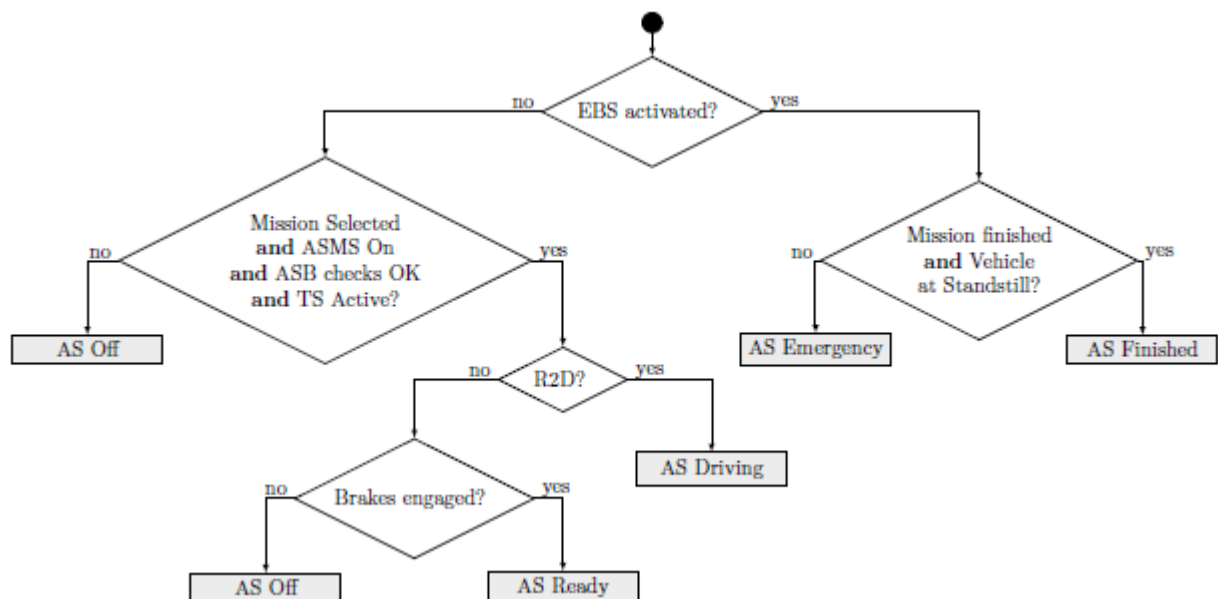 EBS activated?
no
yes
Mission Selected
and ASMS On
and ASB checks OK
and TS Active?
no
yes
Mission finished
and Vehicle
at Standstill?
no
yes
AS Off
AS Emergency
AS Finished
R2D?
no
yes
AS Driving
Brakes engaged?
no
yes
AS Off
AS Ready